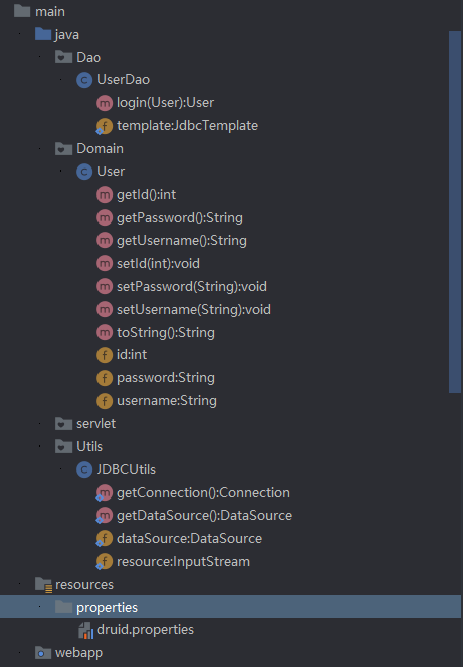 main
java
Dao
UserDao
login(User):User
template:JdbcTemplate
Domain
User
getId():int
getPassword():String
getUsername():String
setId(int):void
setPassword(String):void
setUsername(String):void
toString():String
id:int
password:String
username:String
servlet
Utils
JDBCUtils
getConnection():Connection
getDataSource():DataSource
dataSource:DataSource
resource:InputStream
resources
properties
druid.properties
webapp